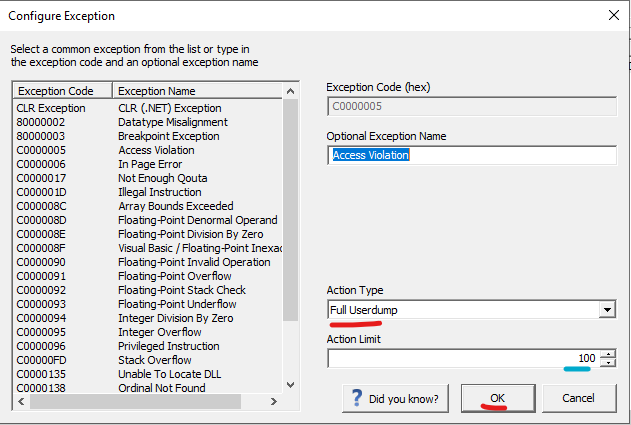 Configure Exception
Select a common exception from the list or type in
the exception code and an optional exception name
Exception Code Exception Name
CLR Exception CLR (.NET) Exception
80000002 Datatype Misalignment
80000003 Breakpoint Exception
C0000005 Access Violation
C0000006 In Page Error
C0000017 Not Enough Qouta
C000001D Illegal Instruction
C000008C Array Bounds Exceeded
C000008D Floating-Point Denormal Operand
C000008E Floating-Point Division By Zero
C000008F Visual Basic / Floating-Point Inexac
C0000090 Floating-Point Invalid Operation
C0000091 Floating-Point Overflow
C0000092 Floating-Point Stack Check
C0000093 Floating-Point Underflow
C0000094 Integer Division By Zero
C0000095 Integer Overflow
C0000096 Privileged Instruction
C00000FD Stack Overflow
C0000135 Unable To Locate DLL
C0000138 Ordinal Not Found
Exception Code (hex)
C0000005
Optional Exception Name
Access Violation
Action Type
Full Userdump
Action Limit
100
? Did you know?
OK
Cancel